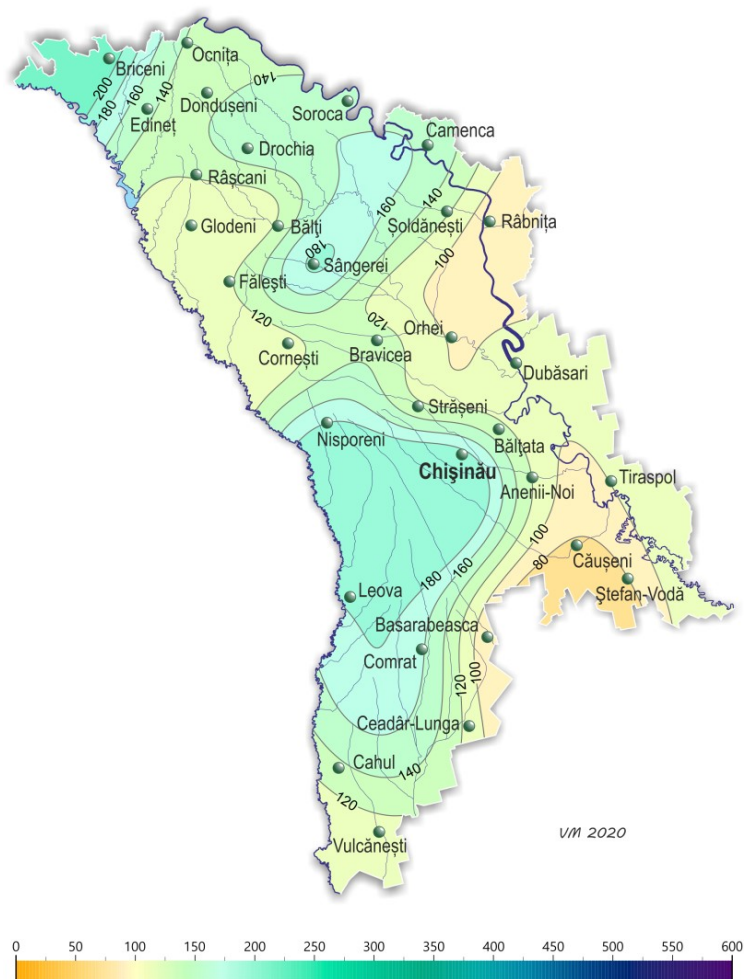 Ocnița
Briceni
140
200
160
140
180
Dondușeni
Soroca
Edineț
Camenca
Drochia
Râșcani
140
160
Șoldănești
Râbnița
Glodeni
Bălți
180
100
Sângerei
Fălești
120
120
Orhei
Cornești
Bravicea
Dubăsari
Strășeni
Nisporeni
Bălțata
Chișinău
Tiraspol
Anenii-Noi
100
80
Căușeni
180
160
Leova
Ștefan-Vodă
Basarabeasca
Comrat
120
100
Ceadâr-Lunga
Cahul
140
120
VM 2020
Vulcănești
0 50 100 150 200 250 300 350 400 450 500 550 600